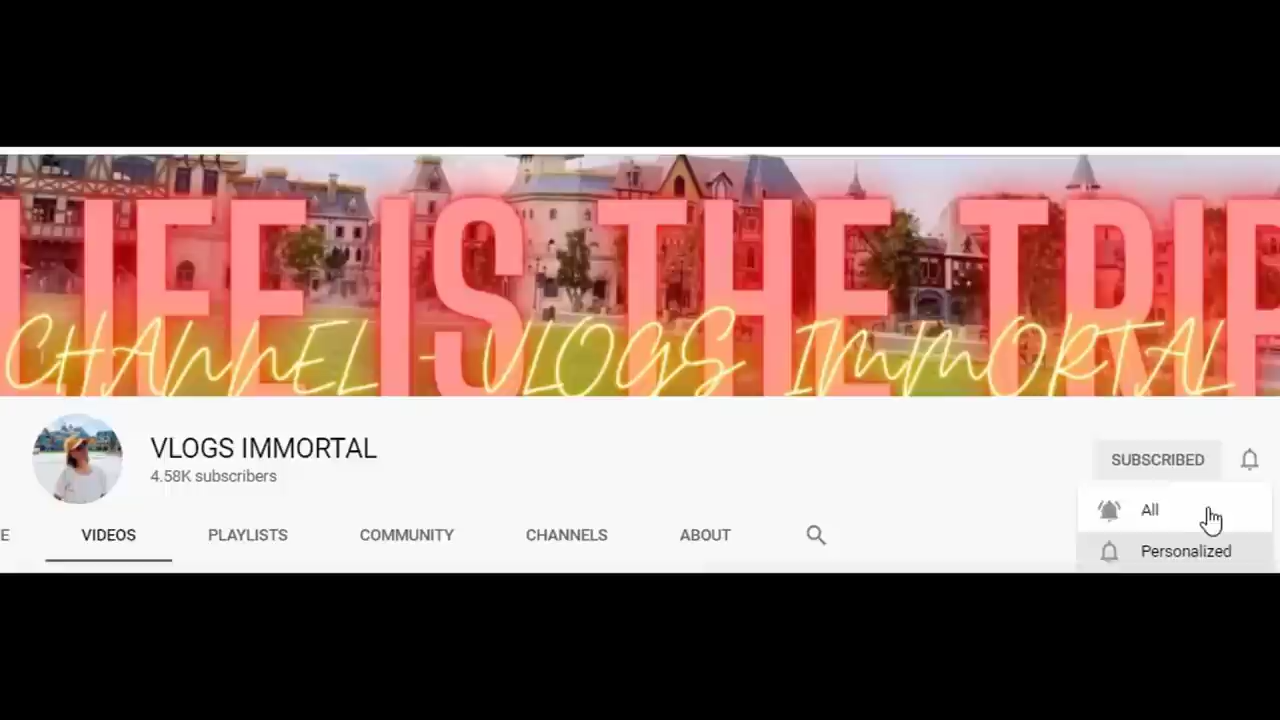 LIFE IS THE TRIP
CHANNEL - VLOGS IMMORTAL
VLOGS IMMORTAL
4.58K subscribers
SUBSCRIBED
All
Personalized
E VIDEOS PLAYLISTS COMMUNITY CHANNELS ABOUT